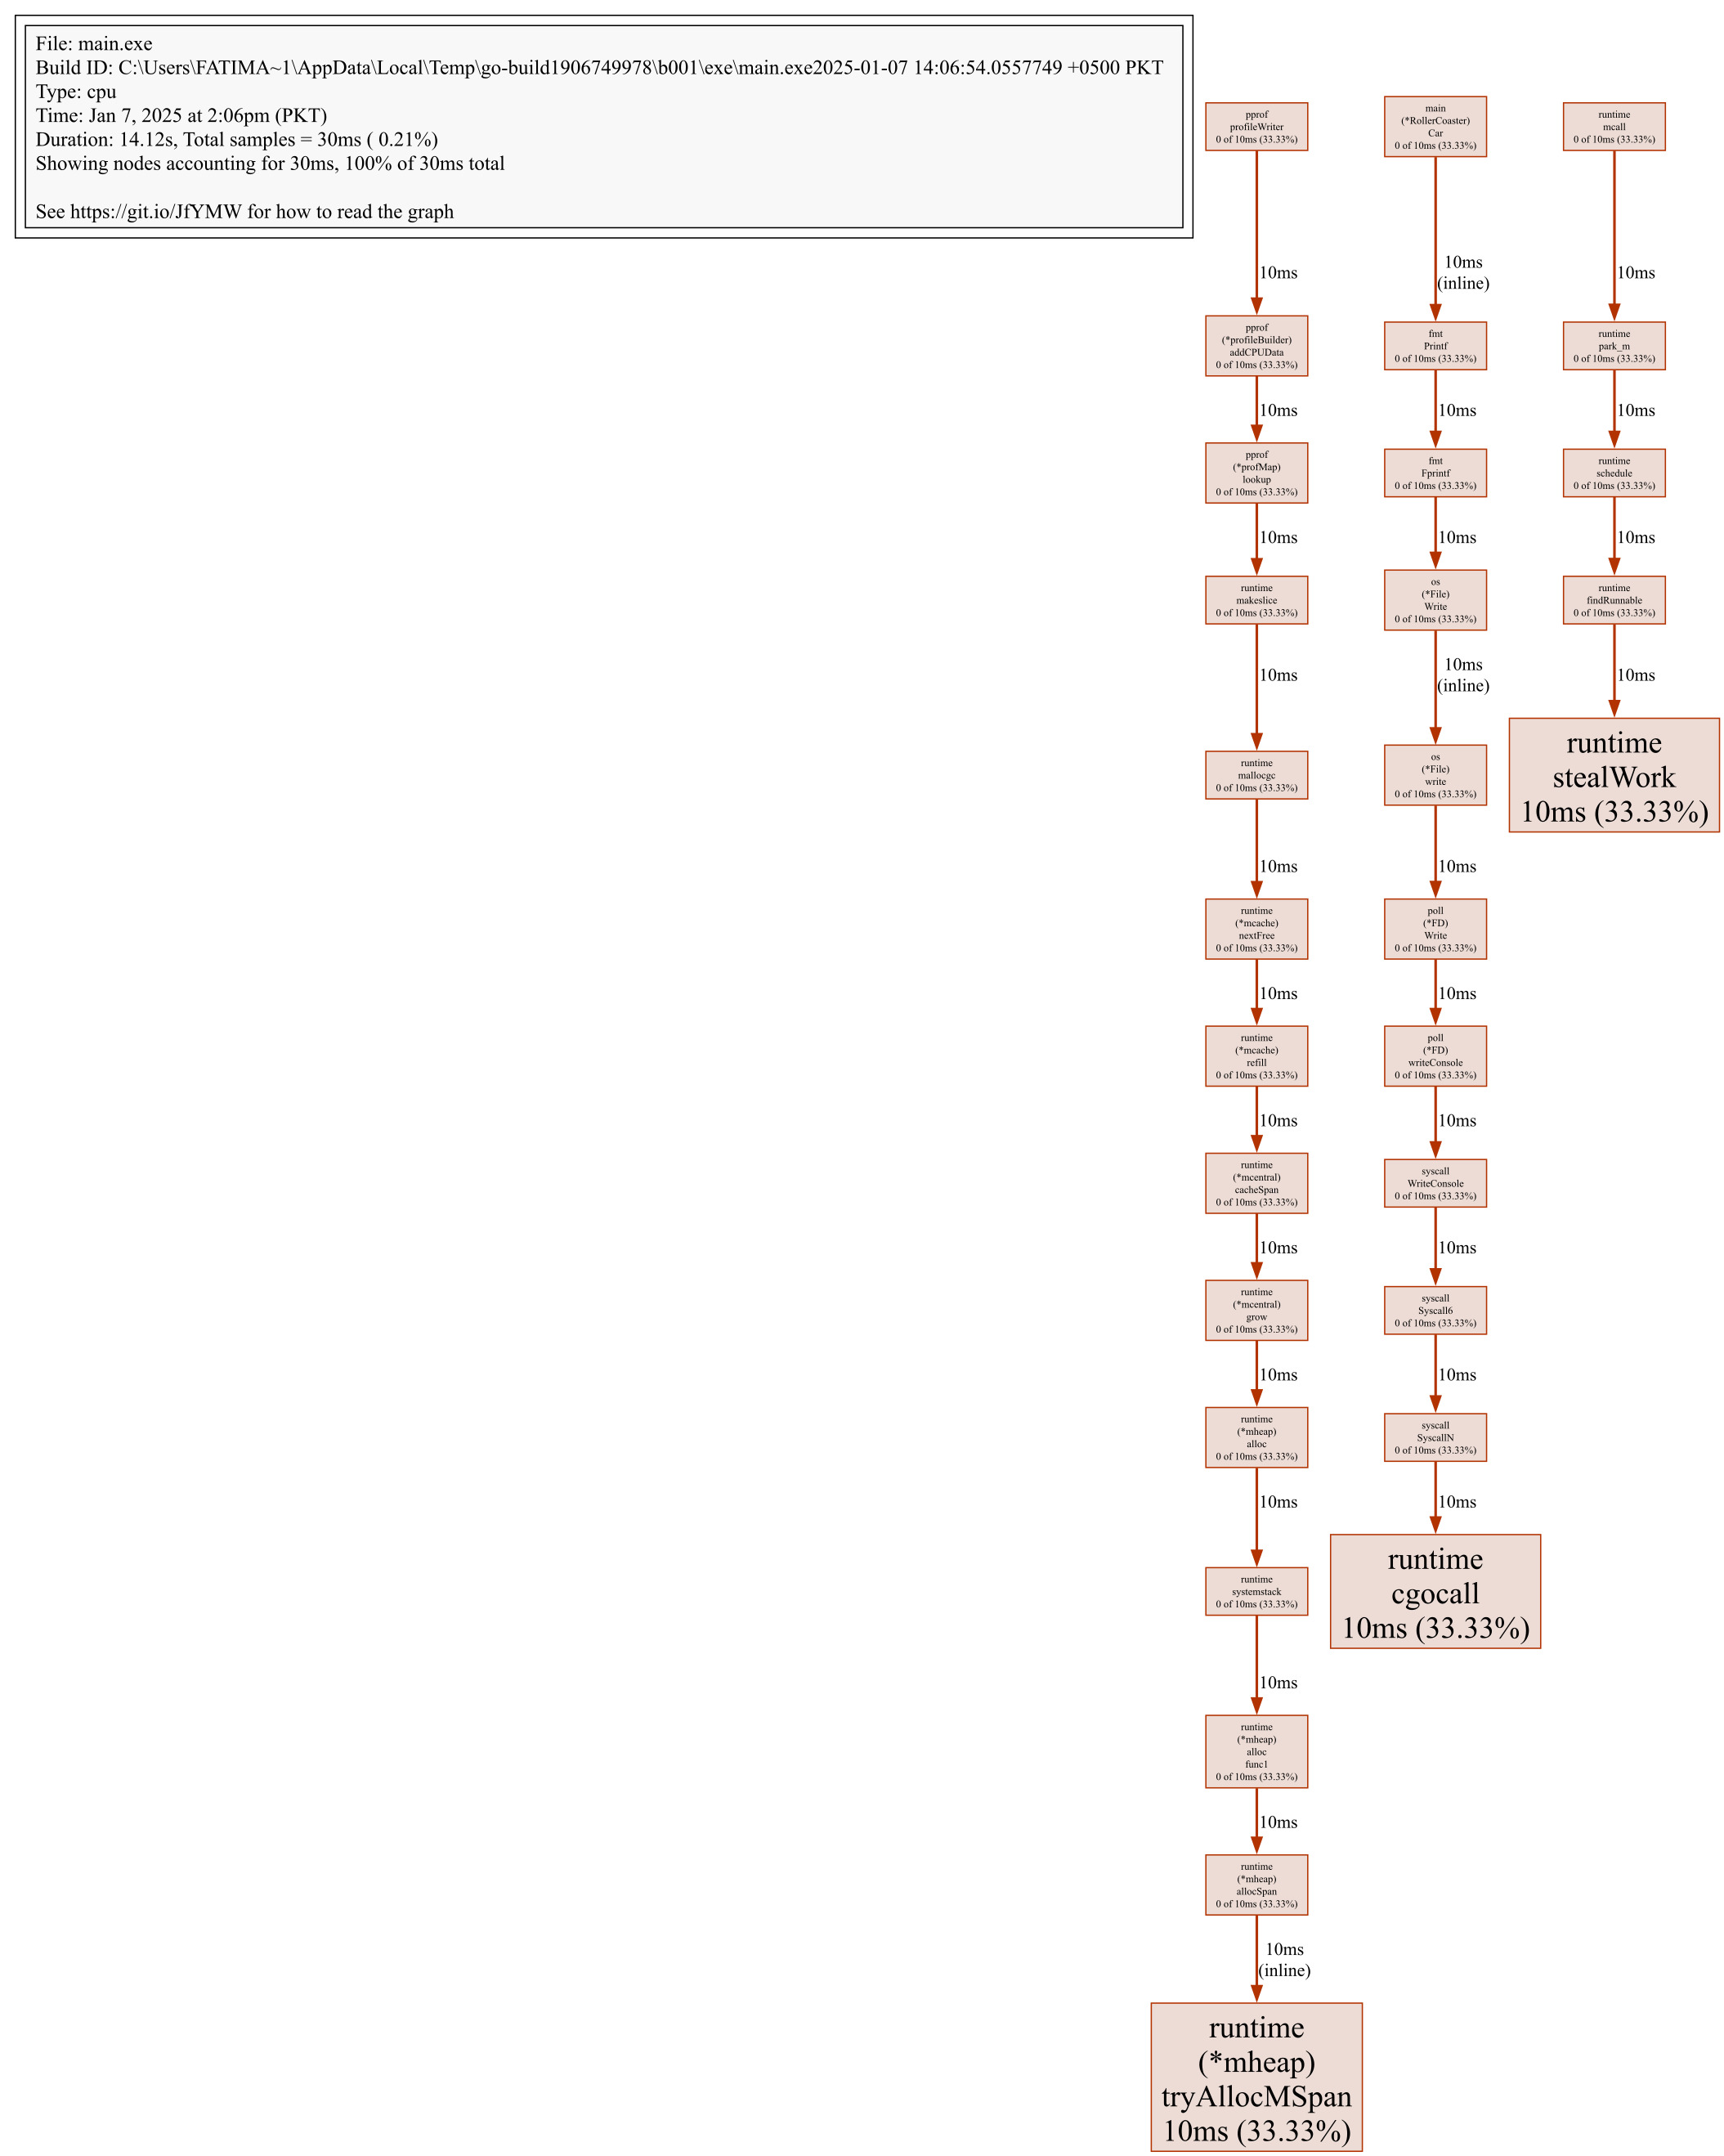 File: main.exe
Build ID: C:\Users\FATIMA~1\AppData\Local\Temp\go-build1906749978\b001\exe\main.exe2025-01-07 14:06:54.0557749 +0500 PKT
Type: cpu
Time: Jan 7, 2025 at 2:06pm (PKT)
Duration: 14.12s, Total samples = 30ms ( 0.21%)
Showing nodes accounting for 30ms, 100% of 30ms total
See https://git.io/JfYMW for how to read the graph
pprof
profileWriter
0 of 10ms (33.33%)
10ms
pprof
(*profileBuilder)
addCPUData
0 of 10ms (33.33%)
10ms
pprof
(*profMap)
lookup
0 of 10ms (33.33%)
10ms
runtime
makeslice
0 of 10ms (33.33%)
10ms
runtime
mallocgc
0 of 10ms (33.33%)
10ms
runtime
(*mcache)
nextFree
0 of 10ms (33.33%)
10ms
runtime
(*mcache)
refill
0 of 10ms (33.33%)
10ms
runtime
(*mcentral)
cacheSpan
0 of 10ms (33.33%)
10ms
runtime
(*mcentral)
grow
0 of 10ms (33.33%)
10ms
runtime
(*mheap)
alloc
0 of 10ms (33.33%)
10ms
runtime
systemstack
0 of 10ms (33.33%)
10ms
runtime
(*mheap)
alloc
func1
0 of 10ms (33.33%)
10ms
runtime
(*mheap)
allocSpan
0 of 10ms (33.33%)
10ms
(inline)
runtime
(*mheap)
tryAllocMSpan
10ms (33.33%)
main
(*RollerCoaster)
Car
0 of 10ms (33.33%)
10ms
(inline)
fmt
Printf
0 of 10ms (33.33%)
10ms
fmt
Fprintf
0 of 10ms (33.33%)
10ms
os
(*File)
Write
0 of 10ms (33.33%)
10ms
(inline)
os
(*File)
write
0 of 10ms (33.33%)
10ms
poll
(*FD)
Write
0 of 10ms (33.33%)
10ms
poll
(*FD)
writeConsole
0 of 10ms (33.33%)
10ms
syscall
WriteConsole
0 of 10ms (33.33%)
10ms
syscall
Syscall6
0 of 10ms (33.33%)
10ms
syscall
SyscallN
0 of 10ms (33.33%)
10ms
runtime
cgocall
10ms (33.33%)
runtime
mcall
0 of 10ms (33.33%)
10ms
runtime
park_m
0 of 10ms (33.33%)
10ms
runtime
schedule
0 of 10ms (33.33%)
10ms
runtime
findRunnable
0 of 10ms (33.33%)
10ms
runtime
stealWork
10ms (33.33%)